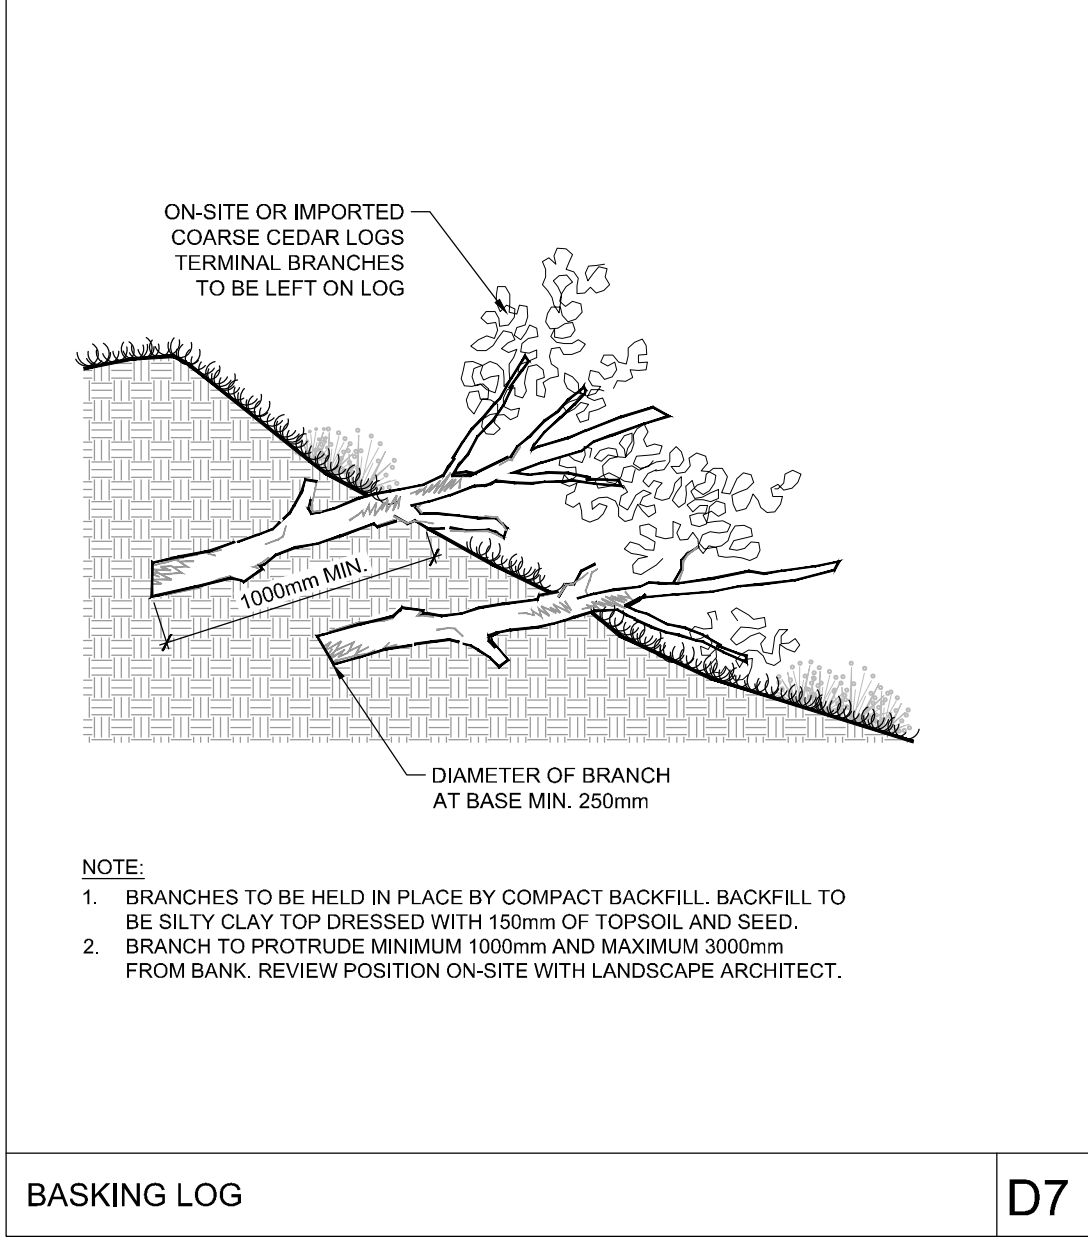 ON-SITE OR IMPORTED
COARSE CEDAR LOGS
TERMINAL BRANCHES
TO BE LEFT ON LOG
1000mm MIN.
DIAMETER OF BRANCH
AT BASE MIN. 250mm
NOTE:
1. BRANCHES TO BE HELD IN PLACE BY COMPACT BACKFILL. BACKFILL TO
BE SILTY CLAY TOP DRESSED WITH 150mm OF TOPSOIL AND SEED.
2. BRANCH TO PROTRUDE MINIMUM 1000mm AND MAXIMUM 3000mm
FROM BANK. REVIEW POSITION ON-SITE WITH LANDSCAPE ARCHITECT.
BASKING LOG
D7